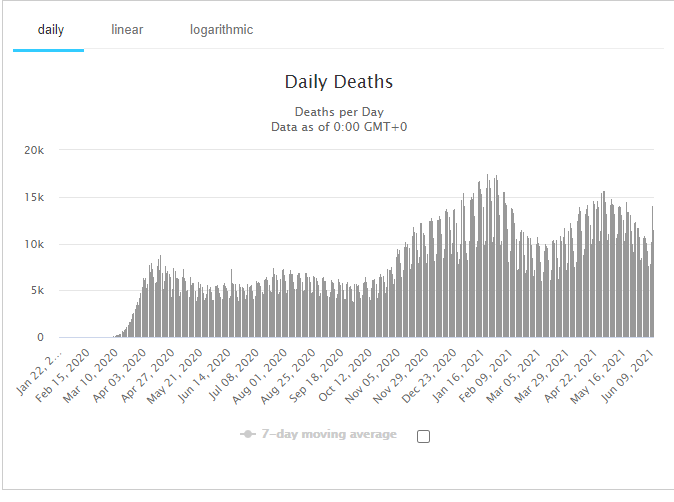 daily linear logarithmic
Daily Deaths
Deaths per Day
Data as of 0:00 GMT+0
20k
15k
10k
5k
0
Jan 22, 2... Feb 15, 2020 Mar 10, 2020 Apr 03, 2020 Apr 27, 2020 May 21, 2020 Jun 14, 2020 Jul 08, 2020 Aug 01, 2020 Aug 25, 2020 Sep 18, 2020 Oct 12, 2020 Nov 05, 2020 Nov 29, 2020 Dec 23, 2020 Jan 16, 2021 Feb 09, 2021 Mar 05, 2021 Mar 29, 2021 Apr 22, 2021 May 16, 2021 Jun 09, 2021
7-day moving average